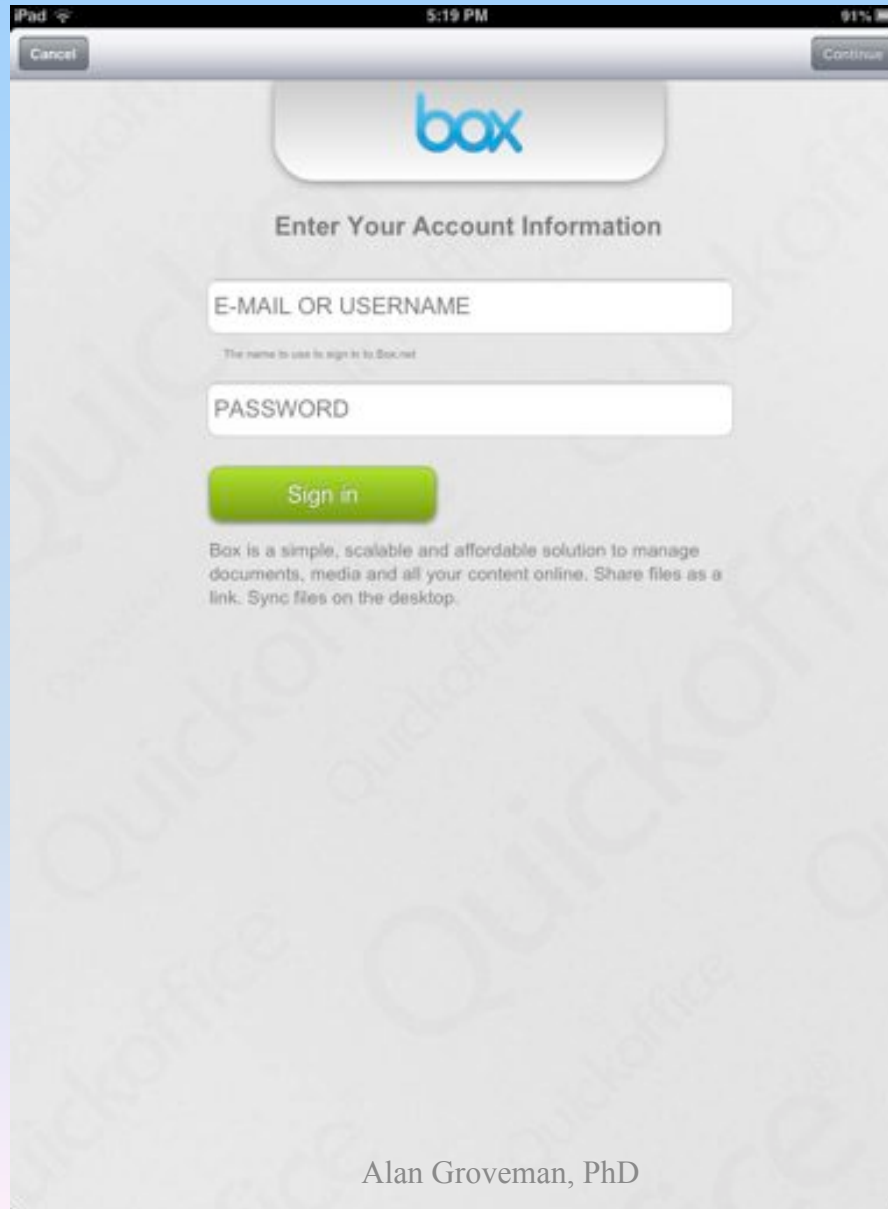 iPad 5:19 PM 91%
Cancel Continue
box
Enter Your Account Information
E-MAIL OR USERNAME
The name to use to sign in to Box.net
PASSWORD
Sign in
Box is a simple, scalable and affordable solution to manage
documents, media and all your content online. Share files as a
link. Sync files on the desktop.
Quickoffice
Alan Groveman, PhD